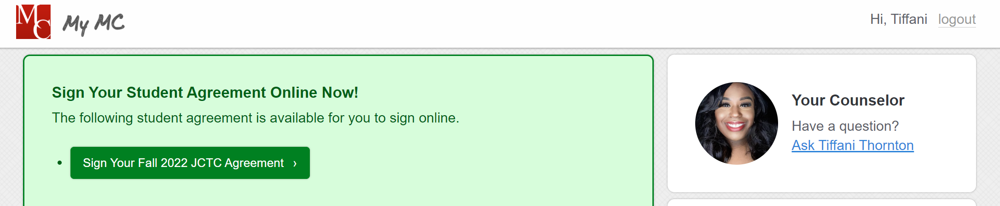 MC My MC
Hi, Tiffani logout
Sign Your Student Agreement Online Now!
The following student agreement is available for you to sign online.
• Sign Your Fall 2022 JCTC Agreement ›
Your Counselor
Have a question?
Ask Tiffani Thornton